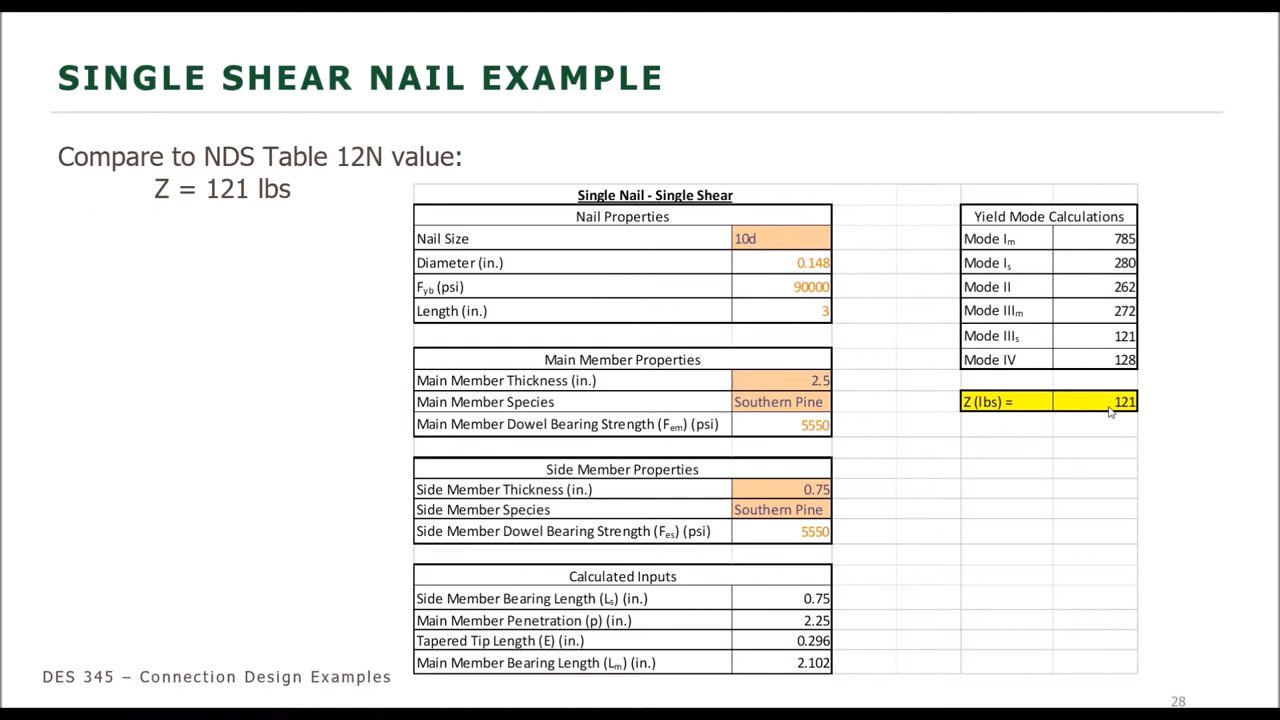 SINGLE SHEAR NAIL EXAMPLE
Compare to NDS Table 12N value:
Z = 121 lbs
Single Nail - Single Shear
Nail Properties
Nail Size 10d
Diameter (in.) 0.148
Fyb (psi) 90000
Length (in.) 3
Main Member Properties
Main Member Thickness (in.) 2.5
Main Member Species Southern Pine
Main Member Dowel Bearing Strength (Fem) (psi) 5550
Side Member Properties
Side Member Thickness (in.) 0.75
Side Member Species Southern Pine
Side Member Dowel Bearing Strength (Fes) (psi) 5550
Calculated Inputs
Side Member Bearing Length (Ls) (in.) 0.75
Main Member Penetration (p) (in.) 2.25
Tapered Tip Length (E) (in.) 0.296
Main Member Bearing Length (Lm) (in.) 2.102
Yield Mode Calculations
Mode Im 785
Mode Is 280
Mode II 262
Mode IIIm 272
Mode IIIs 121
Mode IV 128
Z (lbs) = 121
DES 345 – Connection Design Examples
28